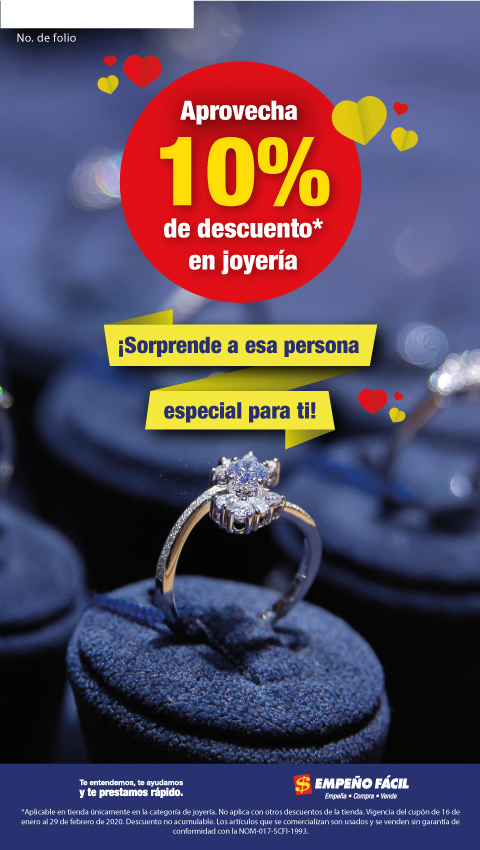 No. de folio
Aprovecha
10%
de descuento*
en joyería
¡Sorprende a esa persona
especial para ti!
Te entendemos, te ayudamos
y te prestamos rápido.
$ EMPEÑO FÁCIL
Empeña • Compra • Vende
*Aplicable en tienda únicamente en la categoría de joyería. No aplica con otros descuentos de la tienda. Vigencia del cupón de 16 de
enero al 29 de febrero de 2020. Descuento no acumulable. Los artículos que se comercializan son usados y se venden sin garantía de
conformidad con la NOM-017-SCFI-1993.